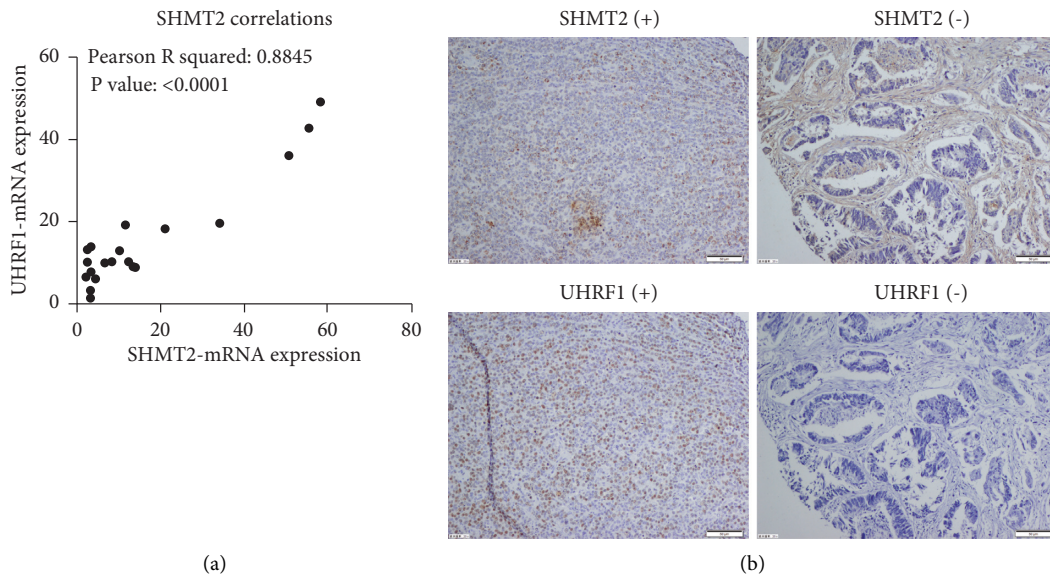 SHMT2 correlations
Pearson R squared: 0.8845
P value: <0.0001
60
40
20
0
UHRF1-mRNA expression
0 20 40 60 80
SHMT2-mRNA expression
(a)
SHMT2 (+)
SHMT2 (-)
UHRF1 (+)
UHRF1 (-)
(b)